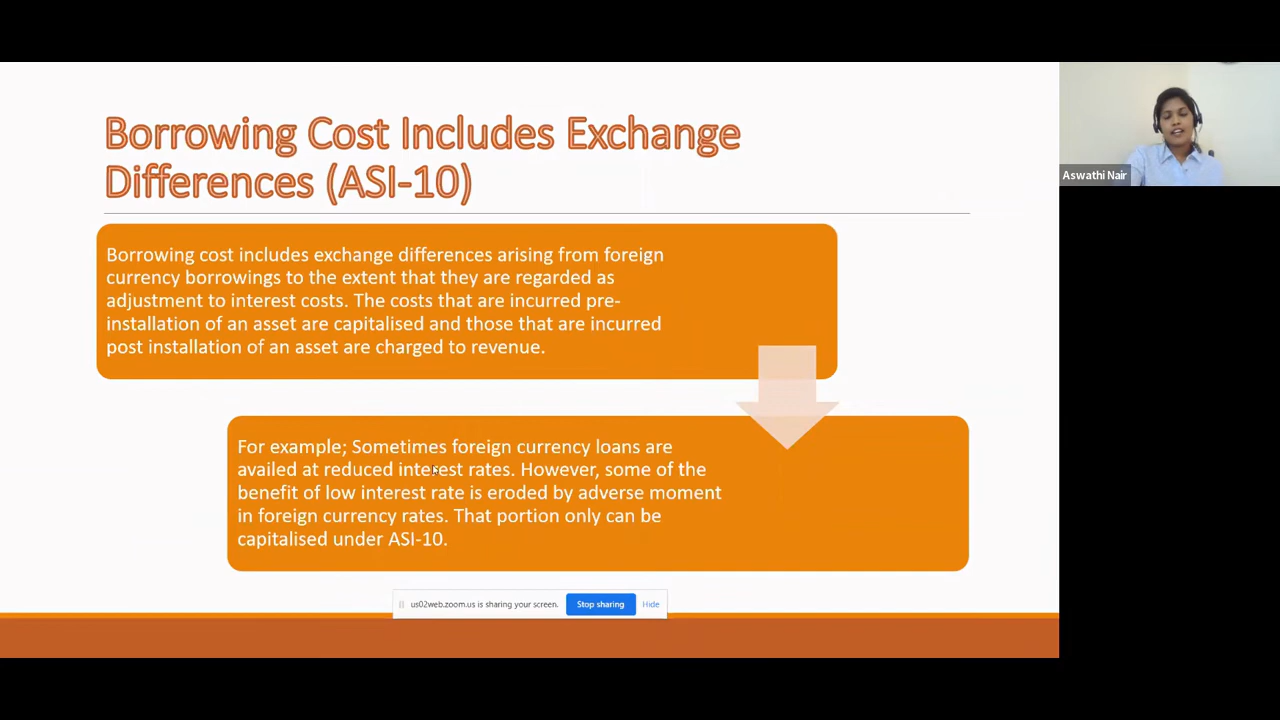 Borrowing Cost Includes Exchange
Differences (ASI-10)
Borrowing cost includes exchange differences arising from foreign
currency borrowings to the extent that they are regarded as
adjustment to interest costs. The costs that are incurred pre-
installation of an asset are capitalised and those that are incurred
post installation of an asset are charged to revenue.
For example; Sometimes foreign currency loans are
availed at reduced interest rates. However, some of the
benefit of low interest rate is eroded by adverse moment
in foreign currency rates. That portion only can be
capitalised under ASI-10.
us02web.zoom.us is sharing your screen. Stop sharing Hide
Aswathi Nair